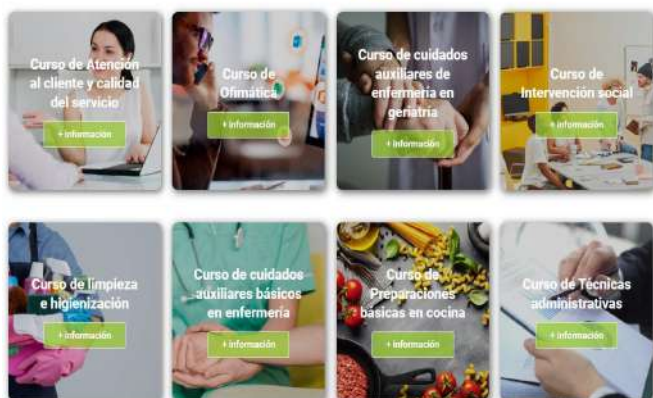 Curso de Atención
al cliente y calidad
del servicio
+ información
Curso de
Ofimática
+ información
Curso de cuidados
auxiliares de
enfermería en
geriatría
+ información
Curso de
Intervención social
+ información
Curso de limpieza
e higienización
+ información
Curso de cuidados
auxiliares básicos
en enfermería
+ información
Curso de
Preparaciones
básicas en cocina
+ información
Curso de Técnicas
administrativas
+ información